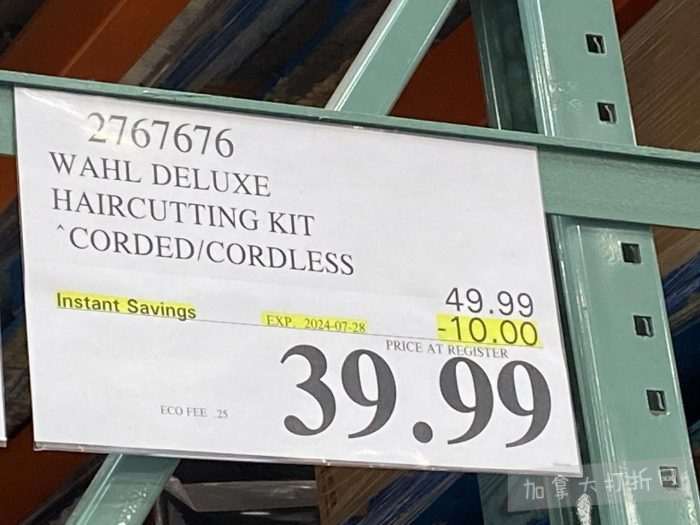 2767676
WAHL DELUXE
HAIRCUTTING KIT
^CORDED/CORDLESS
49.99
Instant Savings EXP. 2024-07-28 -10.00
PRICE AT REGISTER
39.99
ECO FEE .25
加拿大打折